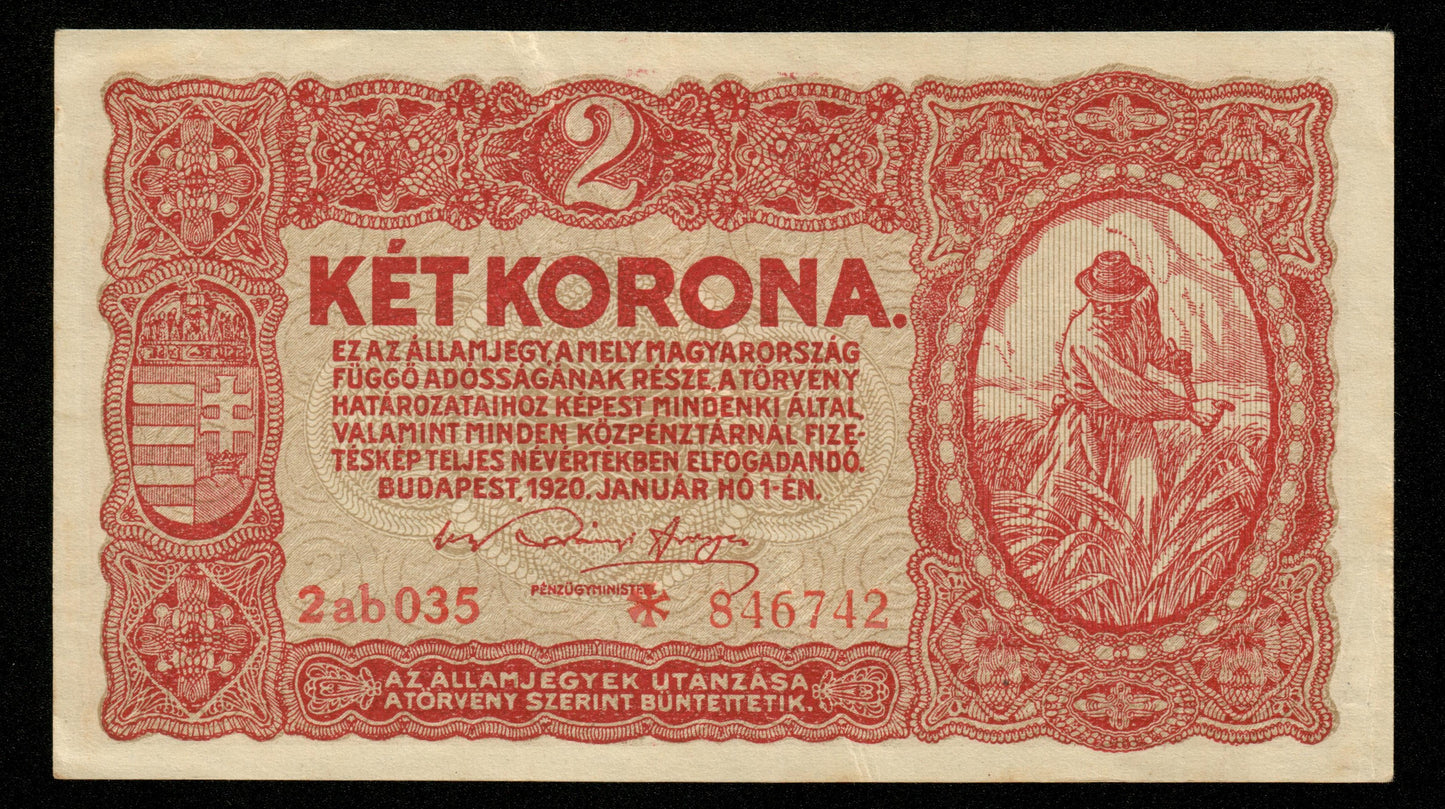 2
KÉT KORONA.
EZ AZ ÁLLAMJEGY, AMELY MAGYARORSZÁG
FÜGGŐ ADÓSSÁGÁNAK RÉSZE, A TÖRVÉNY
HATÁROZATAIHOZ KÉPEST MINDENKI ÁLTAL,
VALAMINT MINDEN KÖZPÉNZTÁRNÁL FIZE-
TÉSKÉP TELJES NÉVÉRTÉKBEN ELFOGADANDÓ.
BUDAPEST, 1920. JANUÁR HÓ 1-ÉN.
PÉNZÜGYMINISTER.
2ab035 * 846742
AZ ÁLLAMJEGYEK UTÁNZÁSA
A TÖRVÉNY SZERINT BÜNTETTETIK.